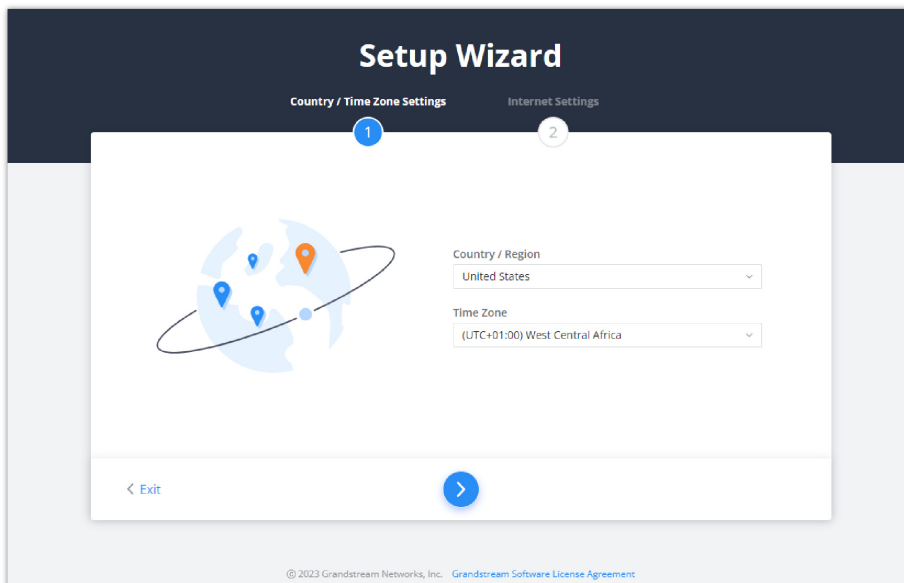 Setup Wizard
Country / Time Zone Settings
Internet Settings
1
2
Country / Region
United States
Time Zone
(UTC+01:00) West Central Africa
Exit
© 2023 Grandstream Networks, Inc. Grandstream Software License Agreement